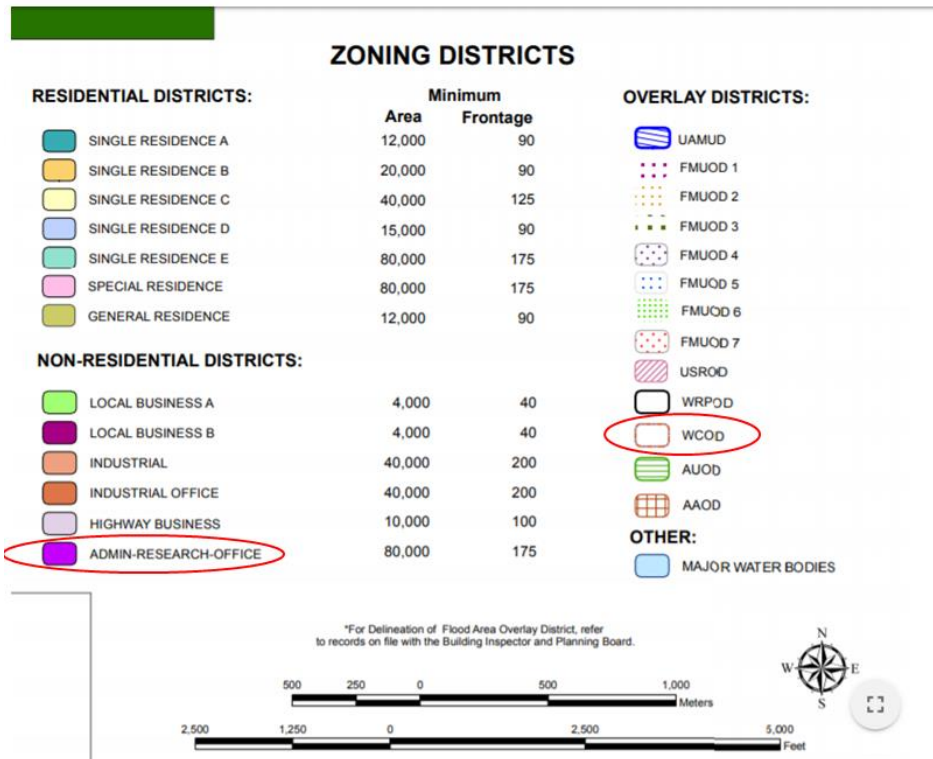 ZONING DISTRICTS
RESIDENTIAL DISTRICTS:
Minimum
Area Frontage
SINGLE RESIDENCE A 12,000 90
SINGLE RESIDENCE B 20,000 90
SINGLE RESIDENCE C 40,000 125
SINGLE RESIDENCE D 15,000 90
SINGLE RESIDENCE E 80,000 175
SPECIAL RESIDENCE 80,000 175
GENERAL RESIDENCE 12,000 90
NON-RESIDENTIAL DISTRICTS:
LOCAL BUSINESS A 4,000 40
LOCAL BUSINESS B 4,000 40
INDUSTRIAL 40,000 200
INDUSTRIAL OFFICE 40,000 200
HIGHWAY BUSINESS 10,000 100
ADMIN-RESEARCH-OFFICE 80,000 175
OVERLAY DISTRICTS:
UAMUD
FMUOD 1
FMUOD 2
FMUOD 3
FMUOD 4
FMUOD 5
FMUOD 6
FMUOD 7
USROD
WRPOD
WCOD
AUOD
AAOD
OTHER:
MAJOR WATER BODIES
*For Delineation of Flood Area Overlay District, refer
to records on file with the Building Inspector and Planning Board.
N
W E
S
500 250 0 500 1,000
Meters
2,500 1,250 0 2,500 5,000
Feet